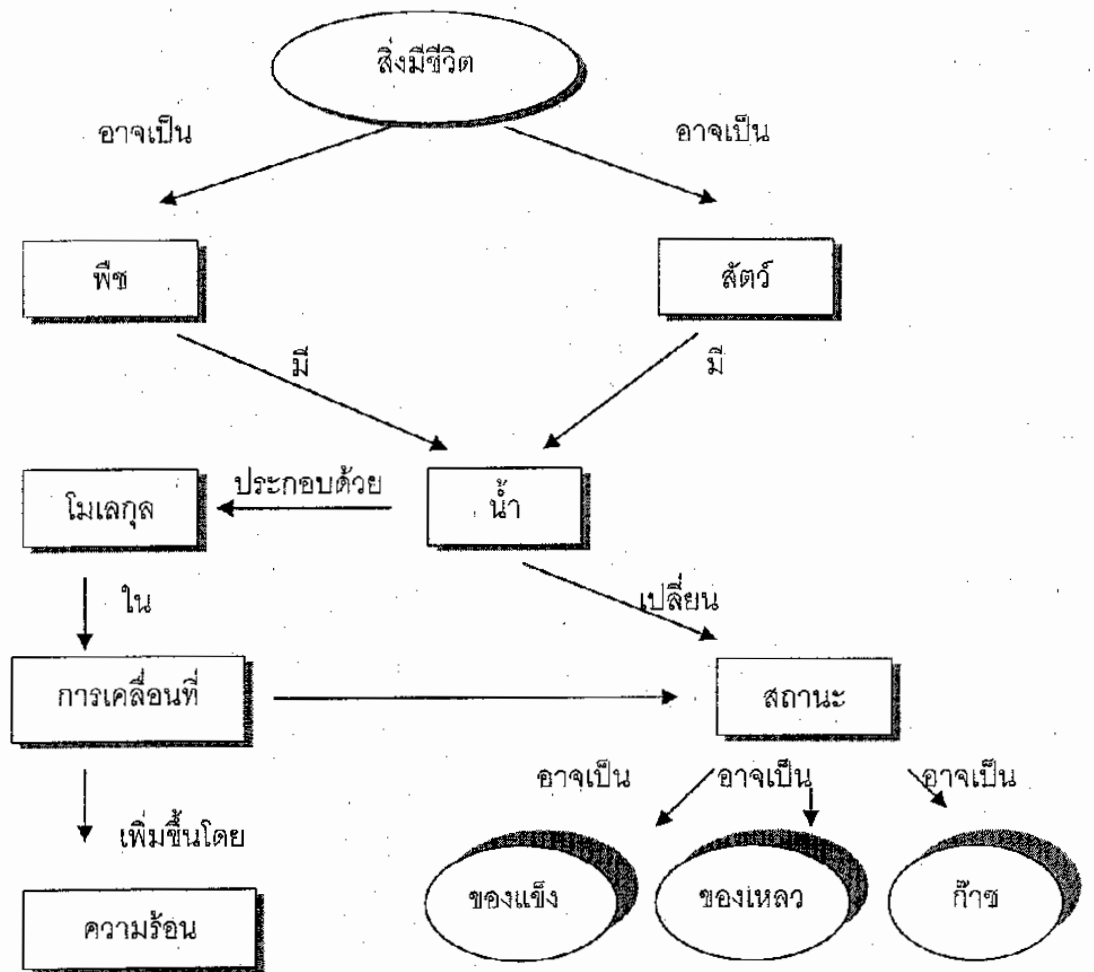 สิ่งมีชีวิต
อาจเป็น
อาจเป็น
พืช
สัตว์
มี
มี
โมเลกุล
ประกอบด้วย
น้ำ
ใน
เปลี่ยน
การเคลื่อนที่
สถานะ
อาจเป็น
อาจเป็น
อาจเป็น
เพิ่มขึ้นโดย
ของแข็ง
ของเหลว
ก๊าซ
ความร้อน